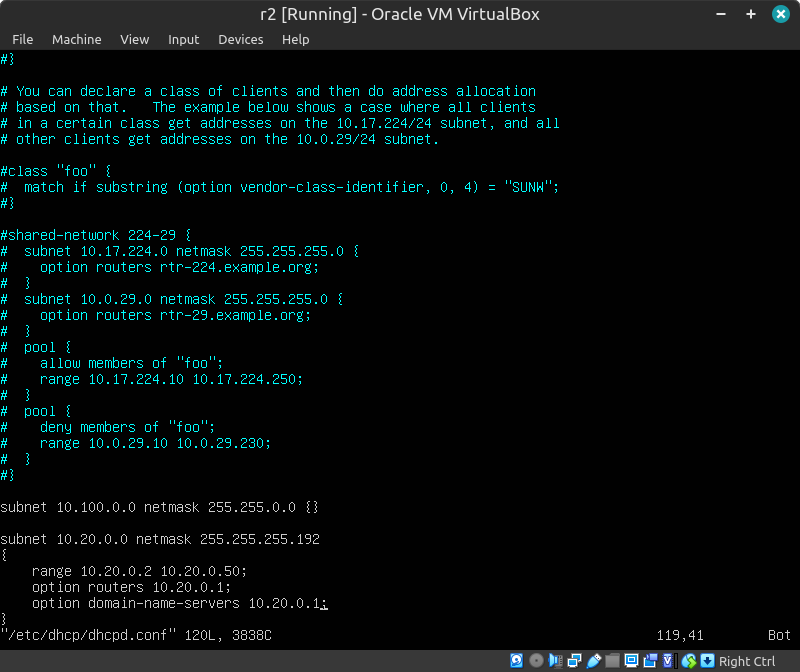 r2 [Running] - Oracle VM VirtualBox
File Machine View Input Devices Help
#}
# You can declare a class of clients and then do address allocation
# based on that.   The example below shows a case where all clients
# in a certain class get addresses on the 10.17.224/24 subnet, and all
# other clients get addresses on the 10.0.29/24 subnet.
#class "foo" {
#  match if substring (option vendor-class-identifier, 0, 4) = "SUNW";
#}
#shared-network 224-29 {
#  subnet 10.17.224.0 netmask 255.255.255.0 {
#    option routers rtr-224.example.org;
#  }
#  subnet 10.0.29.0 netmask 255.255.255.0 {
#    option routers rtr-29.example.org;
#  }
#  pool {
#    allow members of "foo";
#    range 10.17.224.10 10.17.224.250;
#  }
#  pool {
#    deny members of "foo";
#    range 10.0.29.10 10.0.29.230;
#  }
#}
subnet 10.100.0.0 netmask 255.255.0.0 {}
subnet 10.20.0.0 netmask 255.255.255.192
{
    range 10.20.0.2 10.20.0.50;
    option routers 10.20.0.1;
    option domain-name-servers 10.20.0.1;
}
"/etc/dhcp/dhcpd.conf" 120L, 3838C 119,41 Bot
Right Ctrl